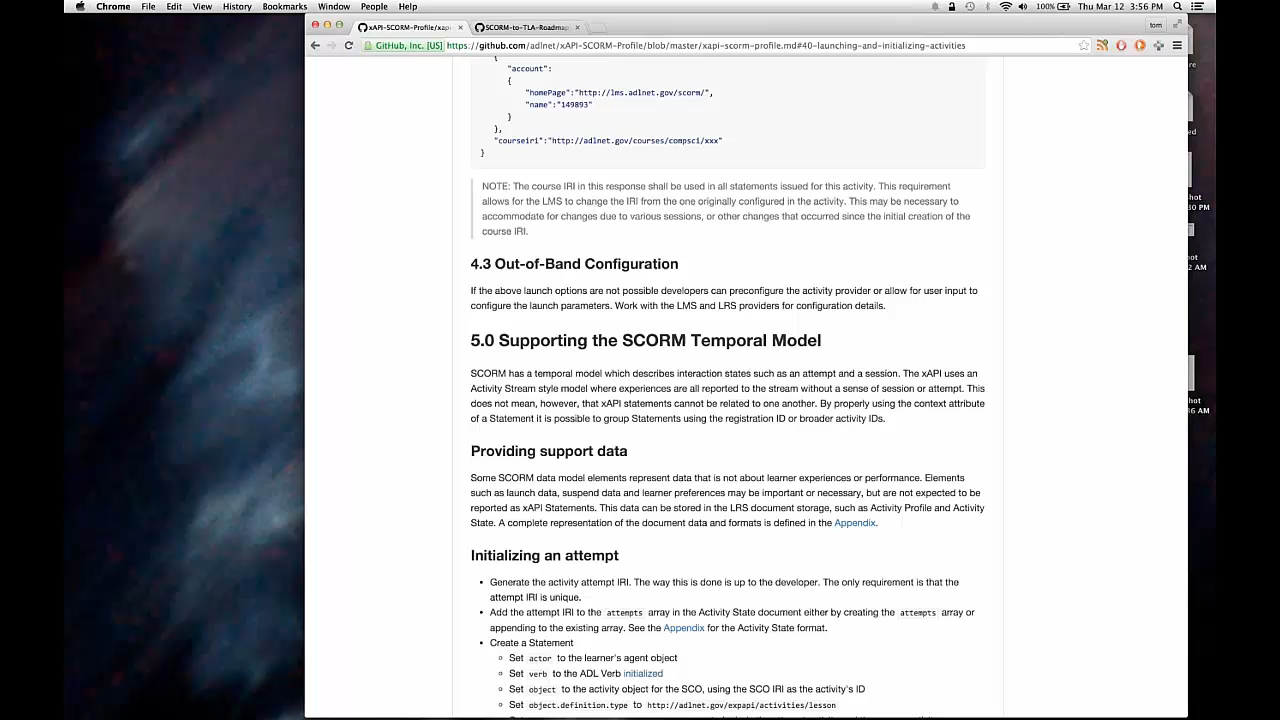 Chrome File Edit View History Bookmarks Window People Help 100% Thu Mar 12 3:56 PM
xAPI-SCORM-Profile/xapi SCORM-to-TLA-Roadmap tom
GitHub, Inc. [US] https://github.com/adlnet/xAPI-SCORM-Profile/blob/master/xapi-scorm-profile.md#40-launching-and-initializing-activities
{
"account":
{
"homePage":"http://lms.adlnet.gov/scorm/",
"name":"149893"
}
},
"courseiri":"http://adlnet.gov/courses/compsci/xxx"
}
NOTE: The course IRI in this response shall be used in all statements issued for this activity. This requirement
allows for the LMS to change the IRI from the one originally configured in the activity. This may be necessary to
accommodate for changes due to various sessions, or other changes that occurred since the initial creation of the
course IRI.
4.3 Out-of-Band Configuration
If the above launch options are not possible developers can preconfigure the activity provider or allow for user input to
configure the launch parameters. Work with the LMS and LRS providers for configuration details.
5.0 Supporting the SCORM Temporal Model
SCORM has a temporal model which describes interaction states such as an attempt and a session. The xAPI uses an
Activity Stream style model where experiences are all reported to the stream without a sense of session or attempt. This
does not mean, however, that xAPI statements cannot be related to one another. By properly using the context attribute
of a Statement it is possible to group Statements using the registration ID or broader activity IDs.
Providing support data
Some SCORM data model elements represent data that is not about learner experiences or performance. Elements
such as launch data, suspend data and learner preferences may be important or necessary, but are not expected to be
reported as xAPI Statements. This data can be stored in the LRS document storage, such as Activity Profile and Activity
State. A complete representation of the document data and formats is defined in the Appendix.
Initializing an attempt
• Generate the activity attempt IRI. The way this is done is up to the developer. The only requirement is that the
attempt IRI is unique.
• Add the attempt IRI to the attempts array in the Activity State document either by creating the attempts array or
appending to the existing array. See the Appendix for the Activity State format.
• Create a Statement
Set actor to the learner's agent object
Set verb to the ADL Verb initialized
Set object to the activity object for the SCO, using the SCO IRI as the activity's ID
Set object.definition.type to http://adlnet.gov/expapi/activities/lesson